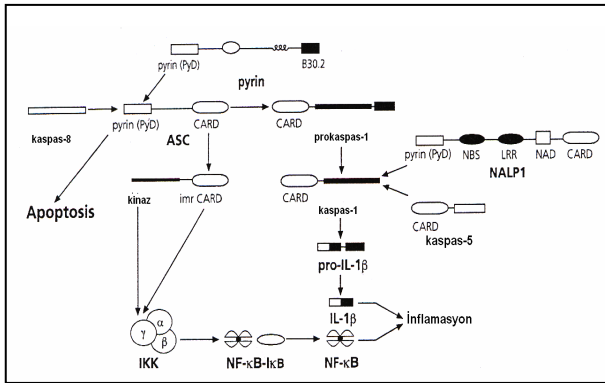 B30.2
pyrin (PyD)
pyrin
kaspas-8
pyrin (PyD)
ASC
CARD
CARD
prokaspas-1
pyrin (PyD)
NBS
LRR
NAD
CARD
NALP1
Apoptosis
kinaz
imr CARD
CARD
kaspas-1
CARD
kaspas-5
pro-IL-1β
IL-1β
İnflamasyon
γ
α
β
IKK
NF-κB-IκB
NF-κB